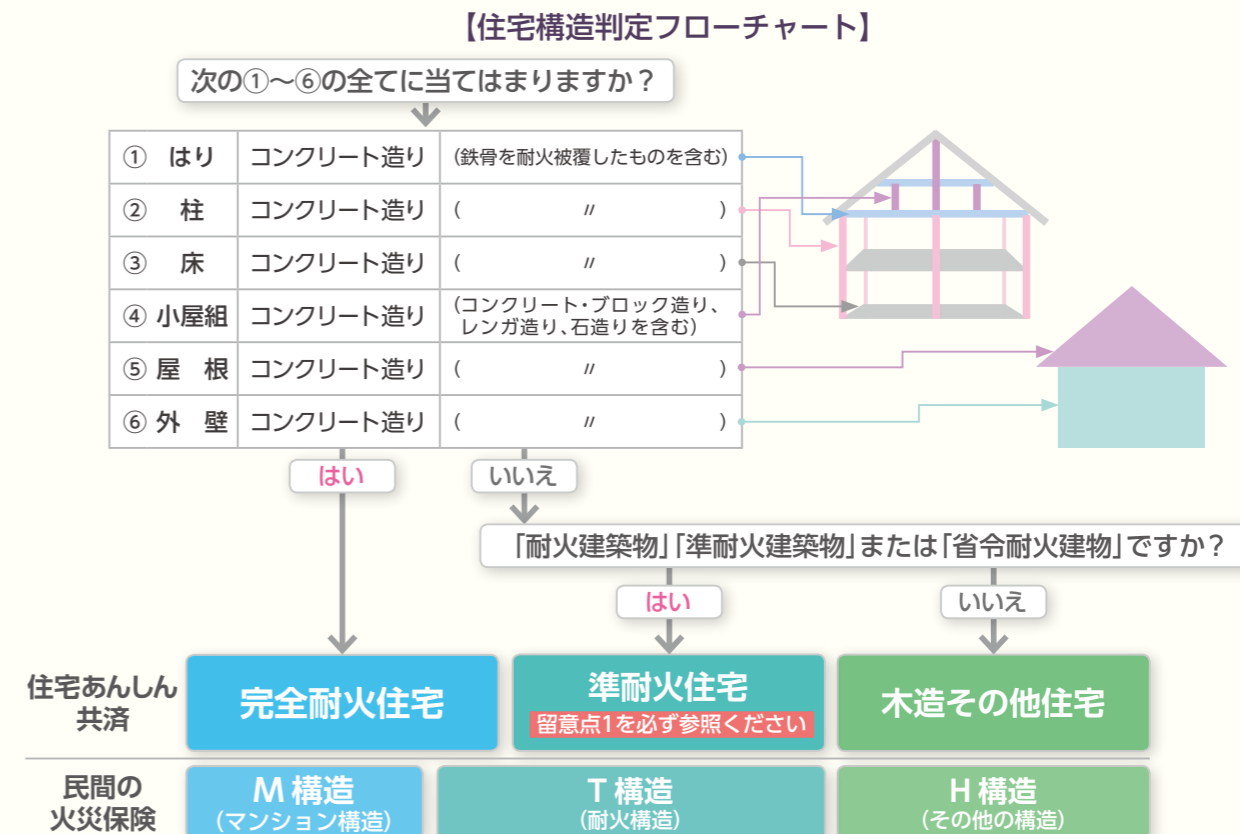 【住宅構造判定フローチャート】
次の①～⑥の全てに当てはまりますか？
① はり コンクリート造り (鉄骨を耐火被覆したものを含む)
② 柱 コンクリート造り ( 〃 )
③ 床 コンクリート造り ( 〃 )
④ 小屋組 コンクリート造り (コンクリート・ブロック造り、
レンガ造り、石造りを含む)
⑤ 屋 根 コンクリート造り ( 〃 )
⑥ 外 壁 コンクリート造り ( 〃 )
はい いいえ
「耐火建築物」「準耐火建築物」または「省令耐火建物」ですか？
はい いいえ
住宅あんしん
共済
完全耐火住宅
準耐火住宅
留意点1を必ず参照ください
木造その他住宅
民間の
火災保険
M 構造
(マンション構造)
T 構造
(耐火構造)
H 構造
(その他の構造)